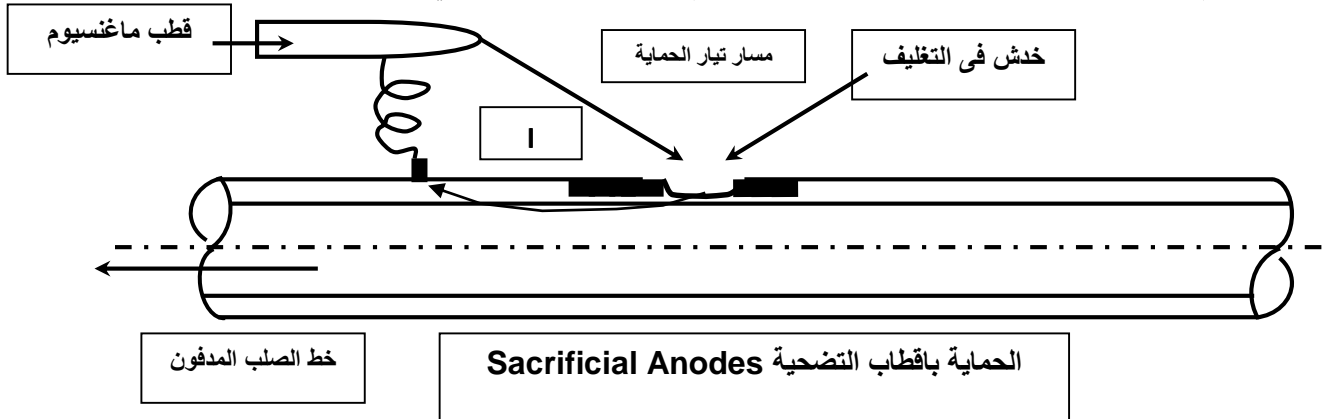 قطب ماغنسيوم
مسار تيار الحماية
خدش فى التغليف
I
خط الصلب المدفون
الحماية باقطاب التضحية Sacrificial Anodes